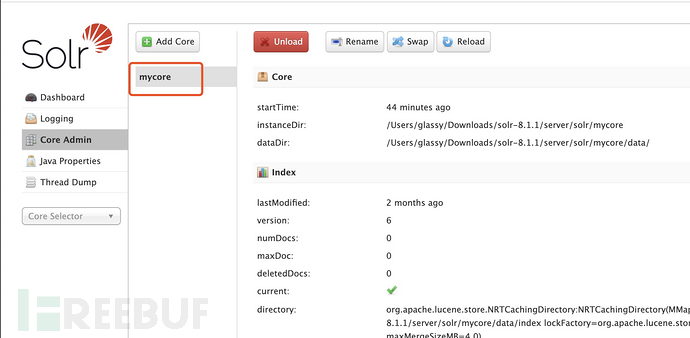 Solr
Add Core
Unload
Rename
Swap
Reload
mycore
Core
Dashboard
Logging
Core Admin
Java Properties
Thread Dump
Core Selector
startTime: 44 minutes ago
instanceDir: /Users/glassy/Downloads/solr-8.1.1/server/solr/mycore
dataDir: /Users/glassy/Downloads/solr-8.1.1/server/solr/mycore/data/
Index
lastModified: 2 months ago
version: 6
numDocs: 0
maxDoc: 0
deletedDocs: 0
current:
directory: org.apache.lucene.store.NRTCachingDirectory:NRTCachingDirectory(MMap
8.1.1/server/solr/mycore/data/index lockFactory=org.apache.lucene.sto
maxMergeSizeMB=4.0)
FREEBUF